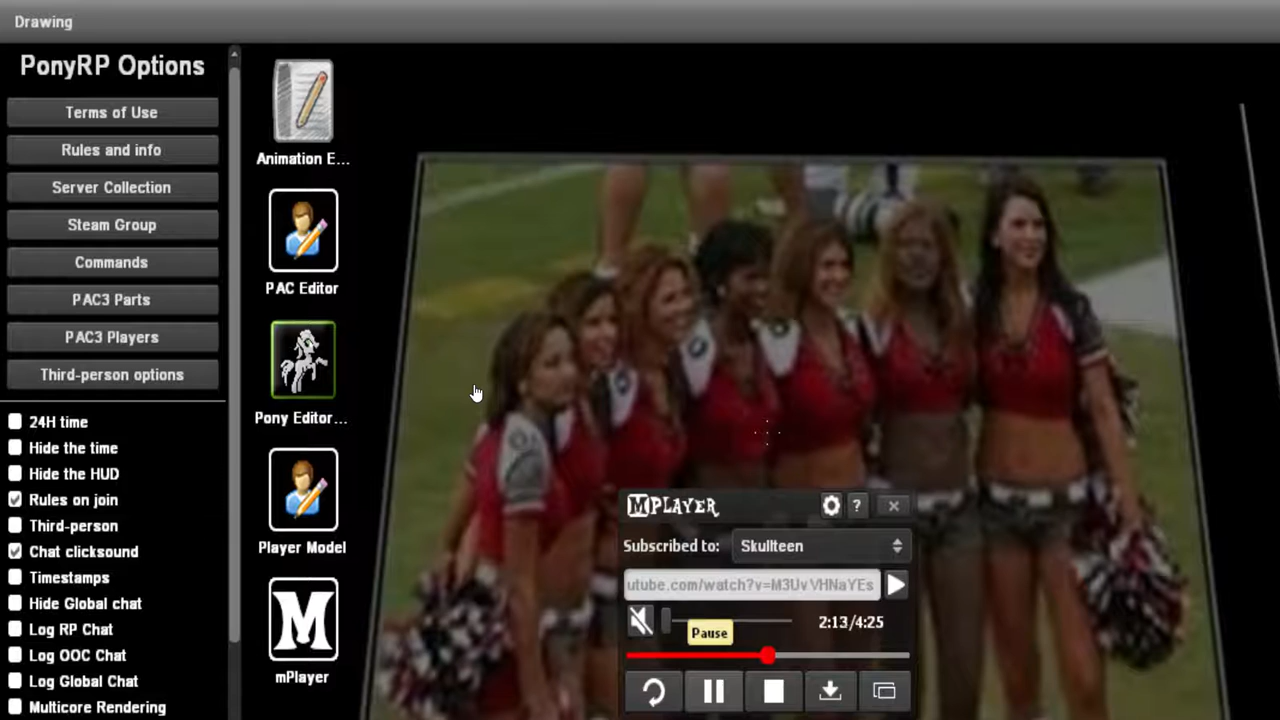 Drawing
PonyRP Options
Terms of Use
Rules and info
Server Collection
Steam Group
Commands
PAC3 Parts
PAC3 Players
Third-person options
24H time
Hide the time
Hide the HUD
Rules on join
Third-person
Chat clicksound
Timestamps
Hide Global chat
Log RP Chat
Log OOC Chat
Log Global Chat
Multicore Rendering
Animation E...
PAC Editor
Pony Editor...
Player Model
M
mPlayer
MPLAYER
?
Subscribed to:
Skullteen
utube.com/watch?v=M3UvVHNaYEs
2:13/4:25
Pause